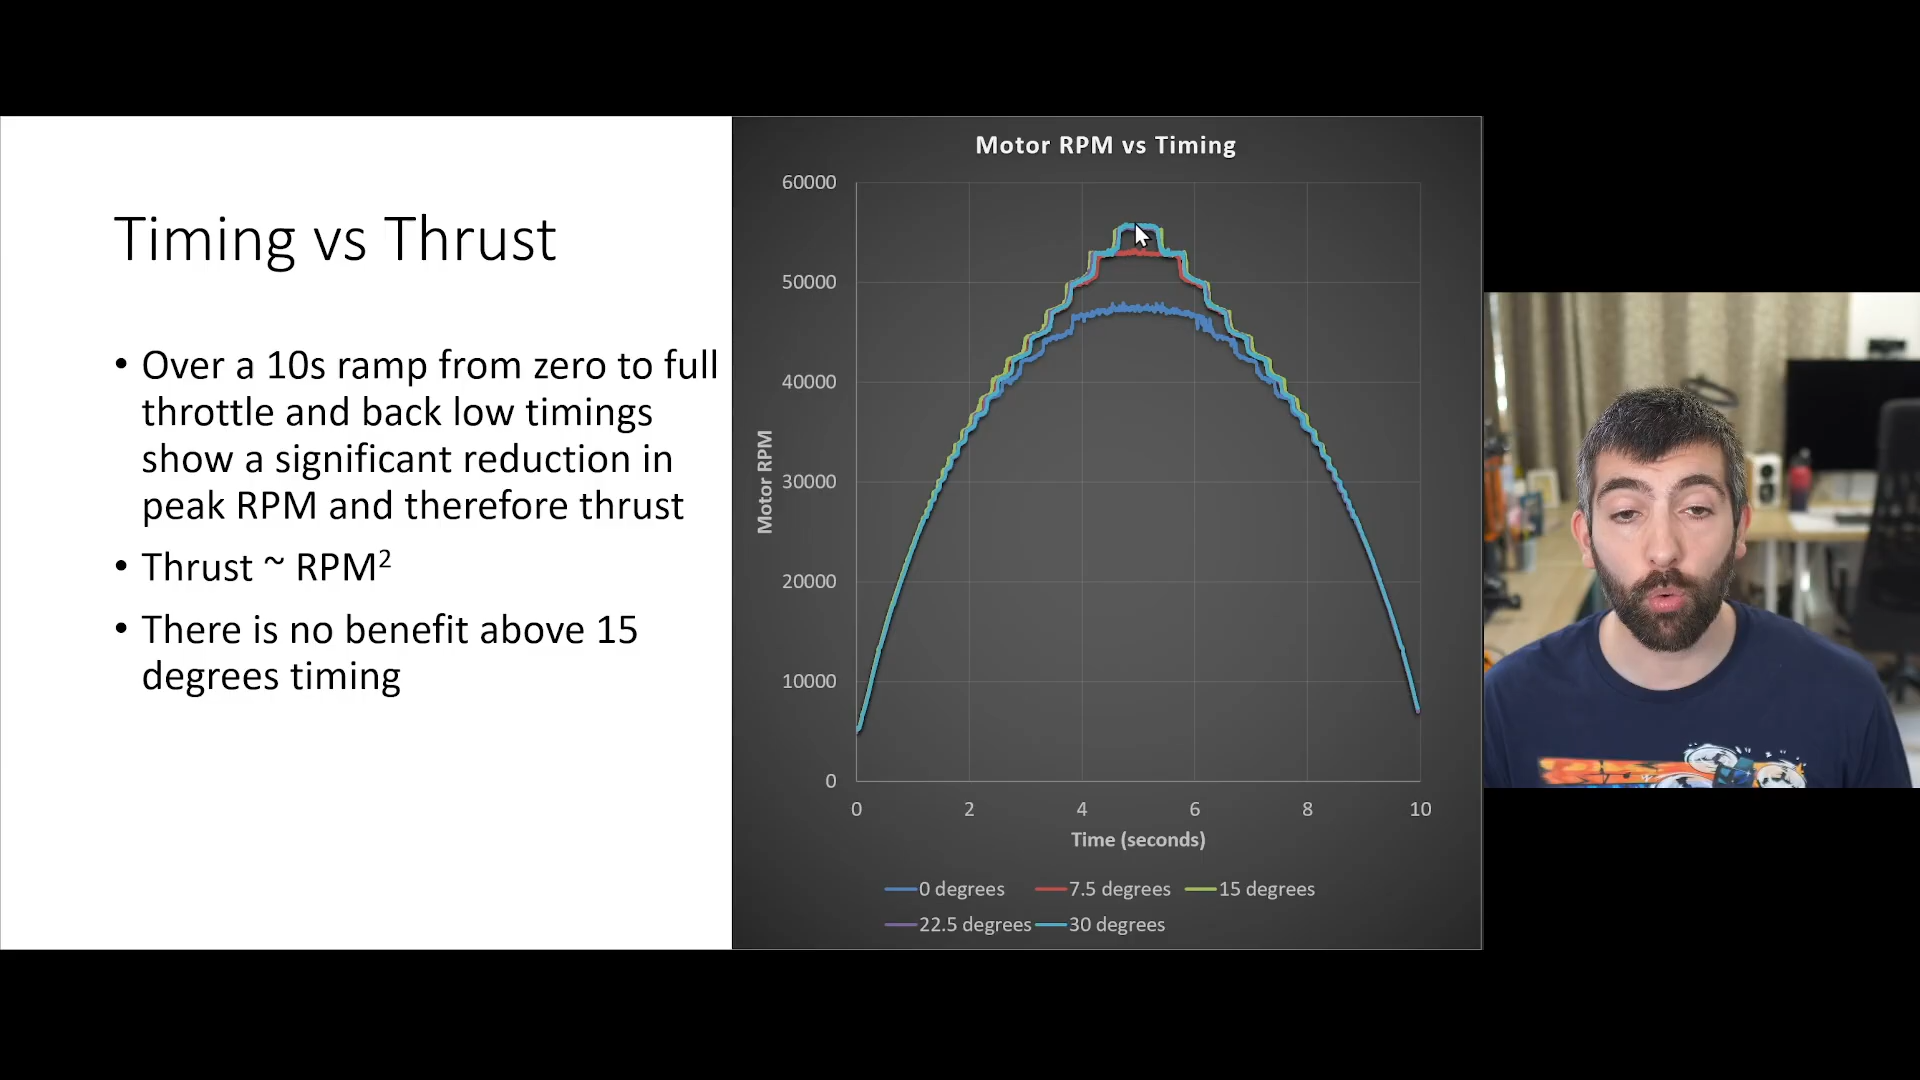 Timing vs Thrust
• Over a 10s ramp from zero to full
throttle and back low timings
show a significant reduction in
peak RPM and therefore thrust
• Thrust ~ RPM²
• There is no benefit above 15
degrees timing
Motor RPM vs Timing
60000
50000
40000
30000
20000
10000
0
Motor RPM
0 2 4 6 8 10
Time (seconds)
0 degrees 7.5 degrees 15 degrees
22.5 degrees 30 degrees